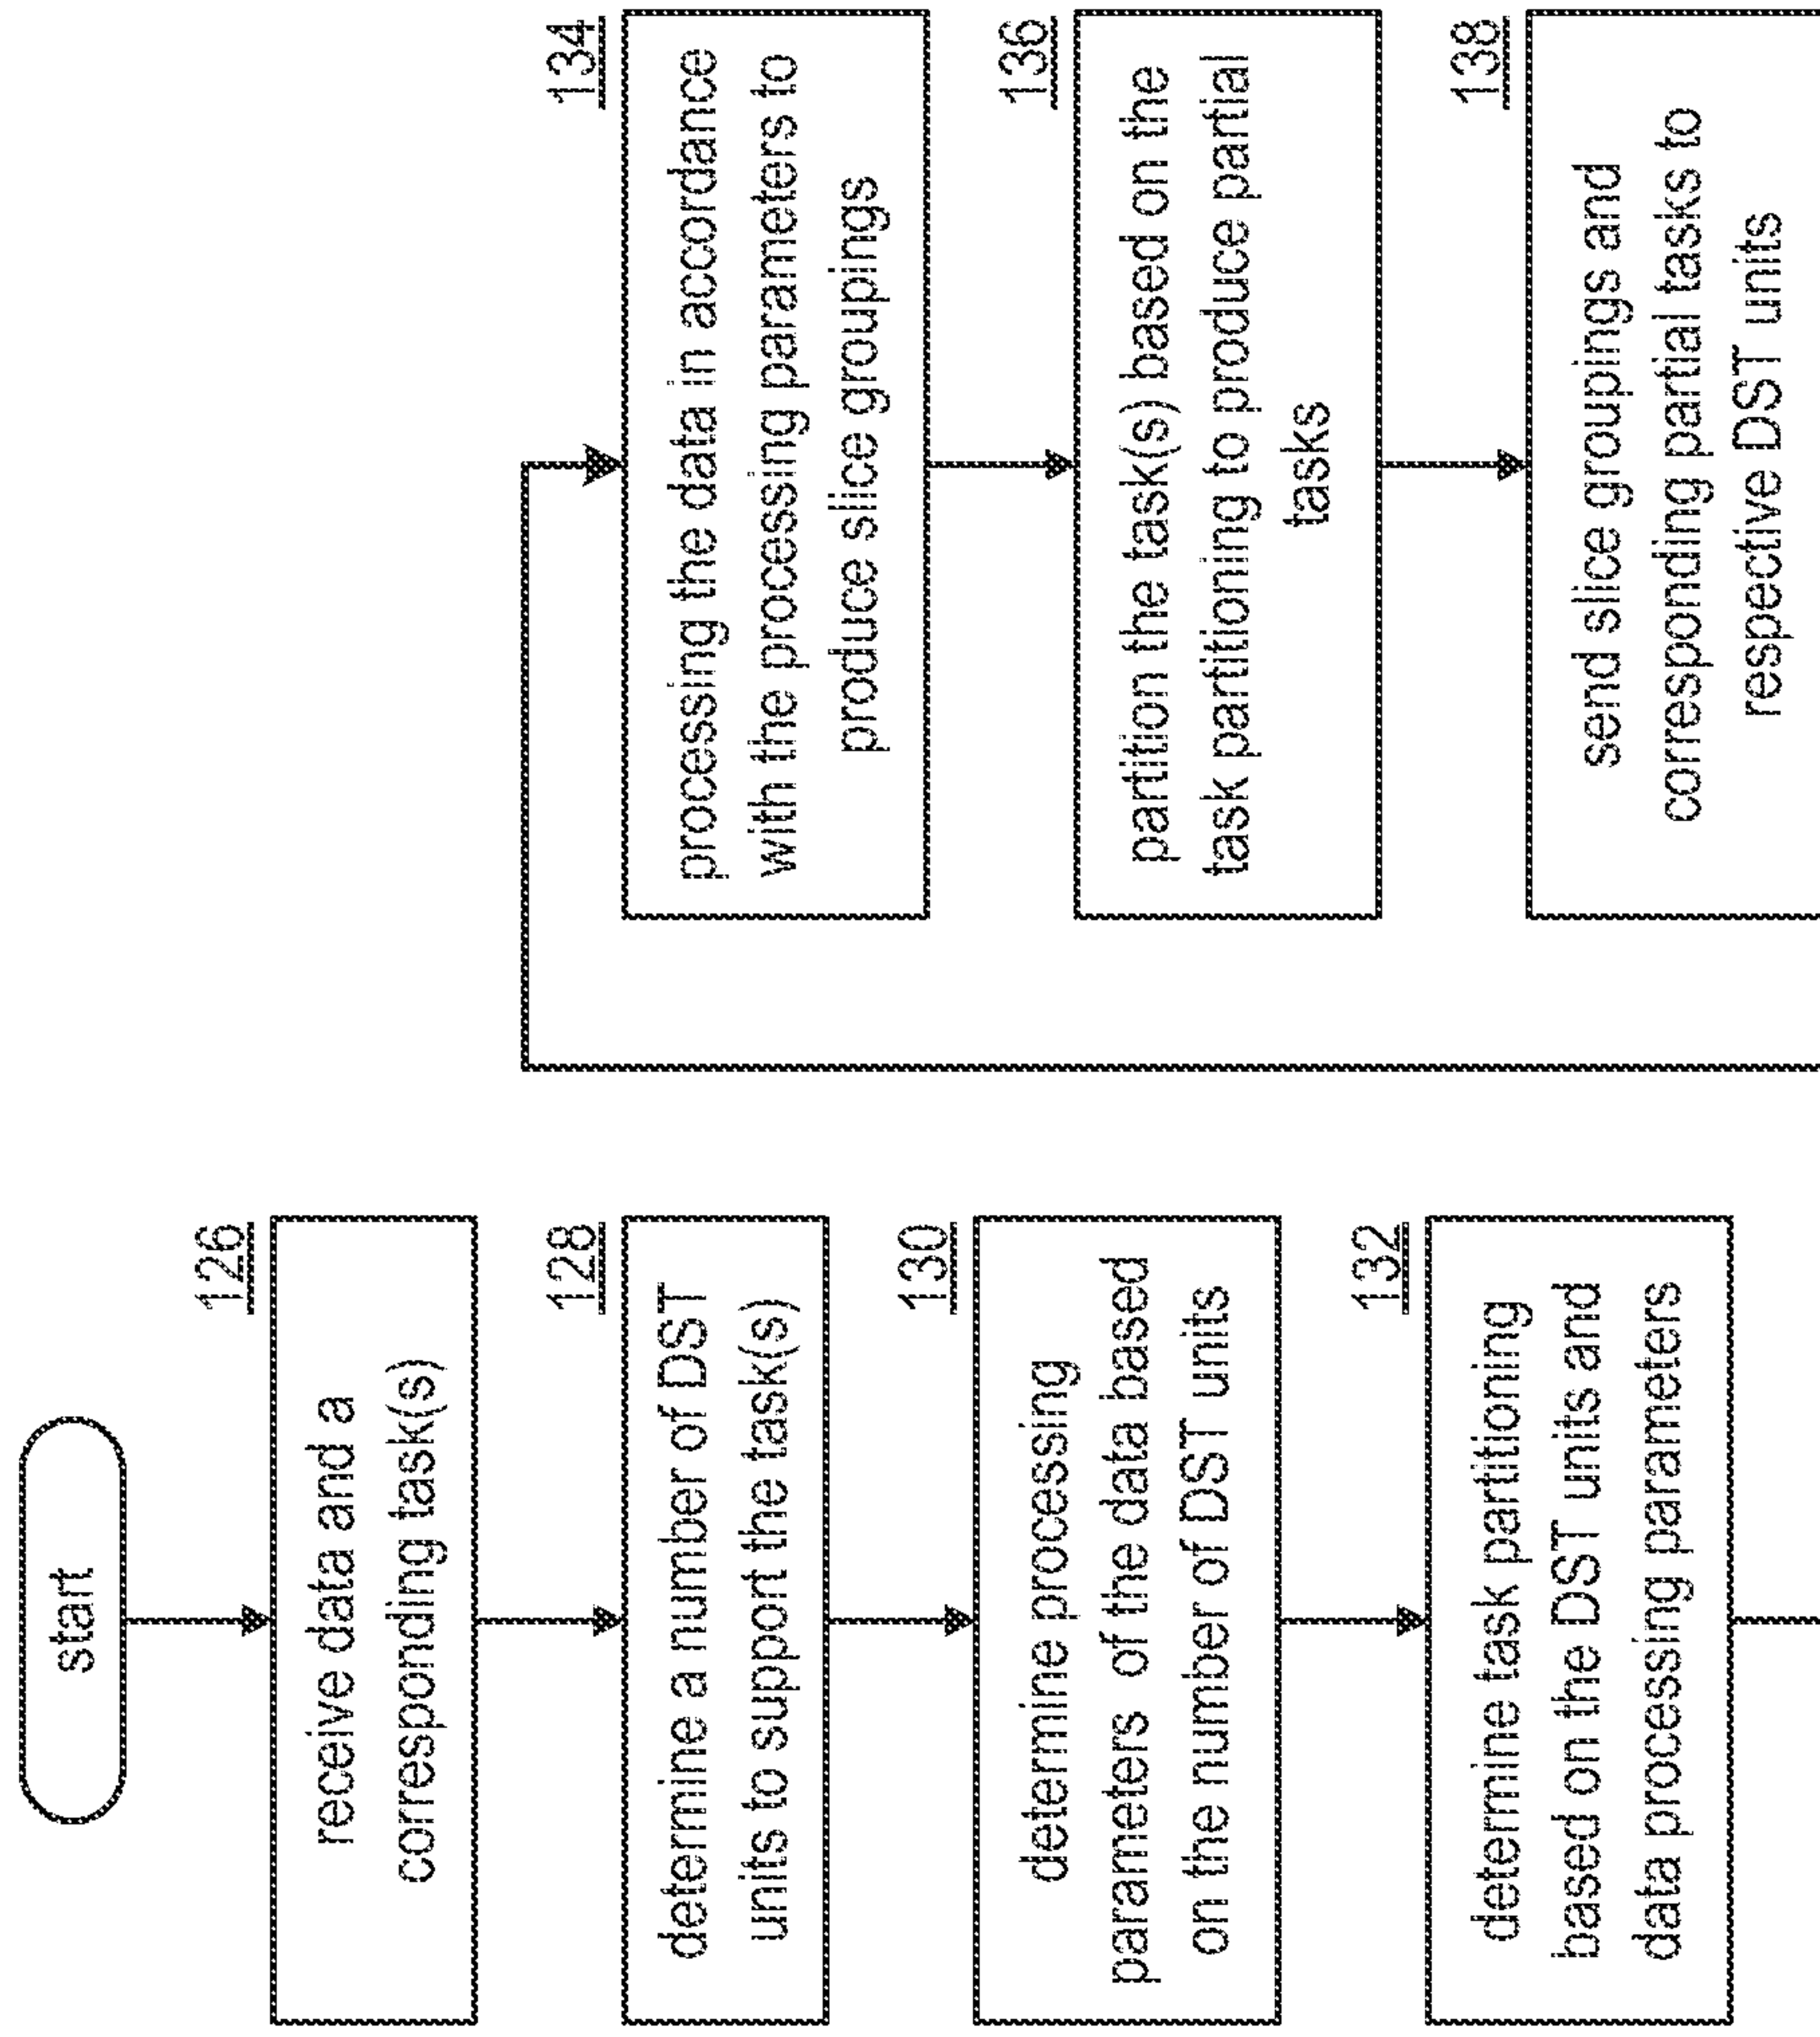 start
126
receive data and a
corresponding task(s)
128
determine a number of DST
units to support the task(s)
130
determine processing
parameters of the data based
on the number of DST units
132
determine task partitioning
based on the DST units and
data processing parameters
134
processing the data in accordance
with the processing parameters to
produce slice groupings
136
partition the task(s) based on the
task partitioning to produce partial
tasks
138
send slice groupings and
corresponding partial tasks to
respective DST units